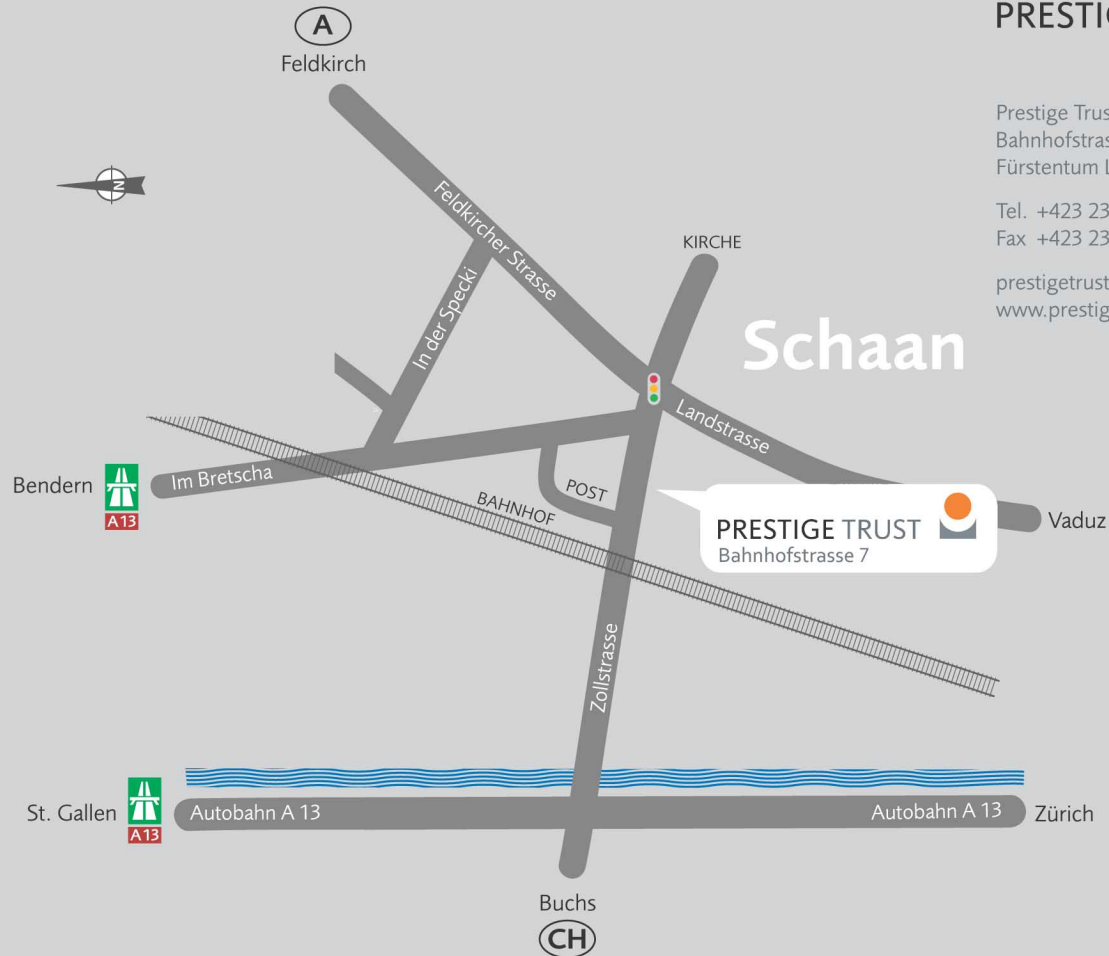 PRESTIG
A
Feldkirch
Prestige Trus
Bahnhofstras
Fürstentum L
Tel. +423 23
Fax +423 23
prestigetrust
www.prestig
N
Feldkircher Strasse
KIRCHE
In der Specki
Schaan
Landstrasse
Bendern
A13
Im Bretscha
BAHNHOF
POST
PRESTIGE TRUST
Bahnhofstrasse 7
Vaduz
Zollstrasse
St. Gallen
A13
Autobahn A 13
Autobahn A 13
Zürich
Buchs
CH